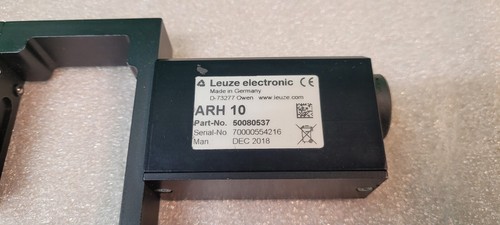 Leuze electronic CE
Made in Germany
D-73277 Owen www.leuze.com
ARH 10
Part-No. 50080537
Serial-No 70000554216
Man. DEC 2018